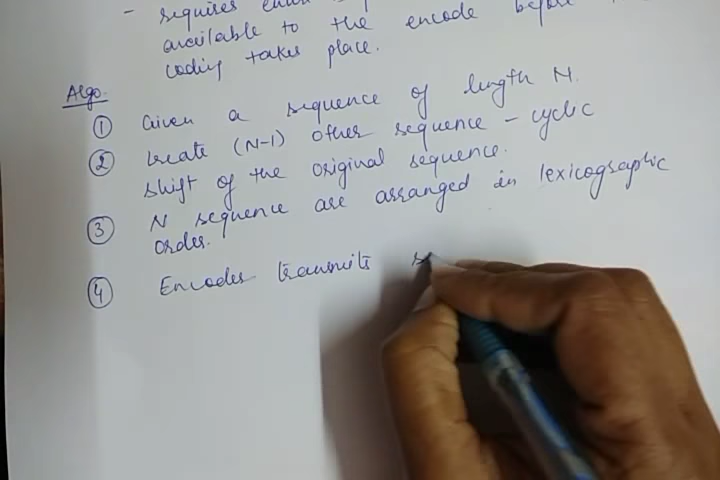 - requires
available to the encode before
coding takes place.
Algo.
① Given a sequence of length N.
② Create (N-1) other sequence - cyclic
shift of the original sequence.
③ N sequence are arranged in lexicographic
order.
④ Encoder transmits